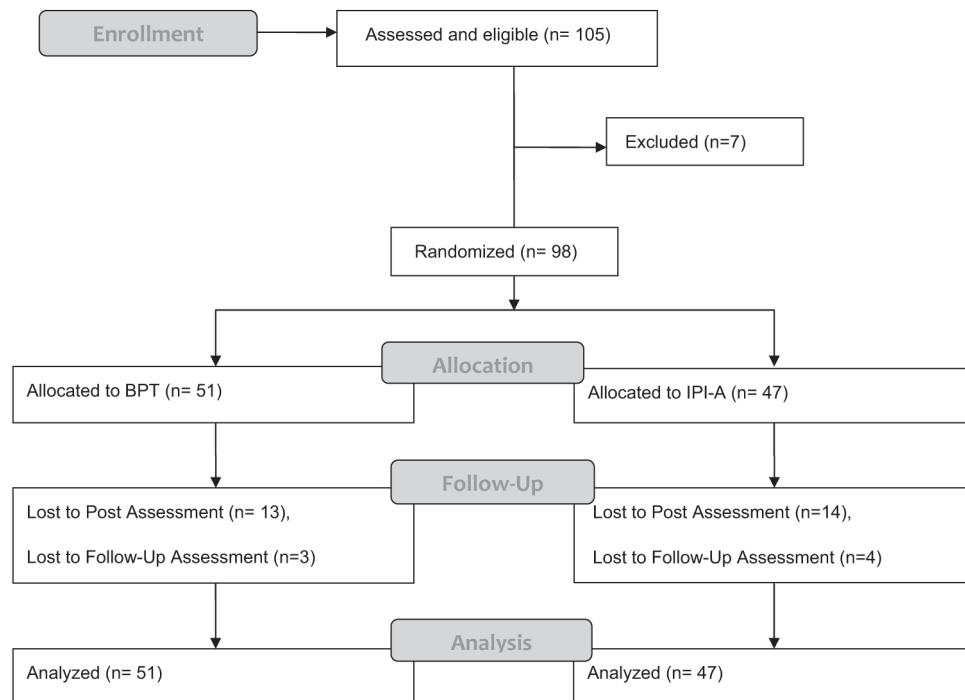 Enrollment
Assessed and eligible (n= 105)
Excluded (n=7)
Randomized (n= 98)
Allocation
Allocated to BPT (n= 51)
Allocated to IPI-A (n= 47)
Follow-Up
Lost to Post Assessment (n= 13),
Lost to Follow-Up Assessment (n=3)
Lost to Post Assessment (n=14),
Lost to Follow-Up Assessment (n=4)
Analysis
Analyzed (n= 51)
Analyzed (n= 47)